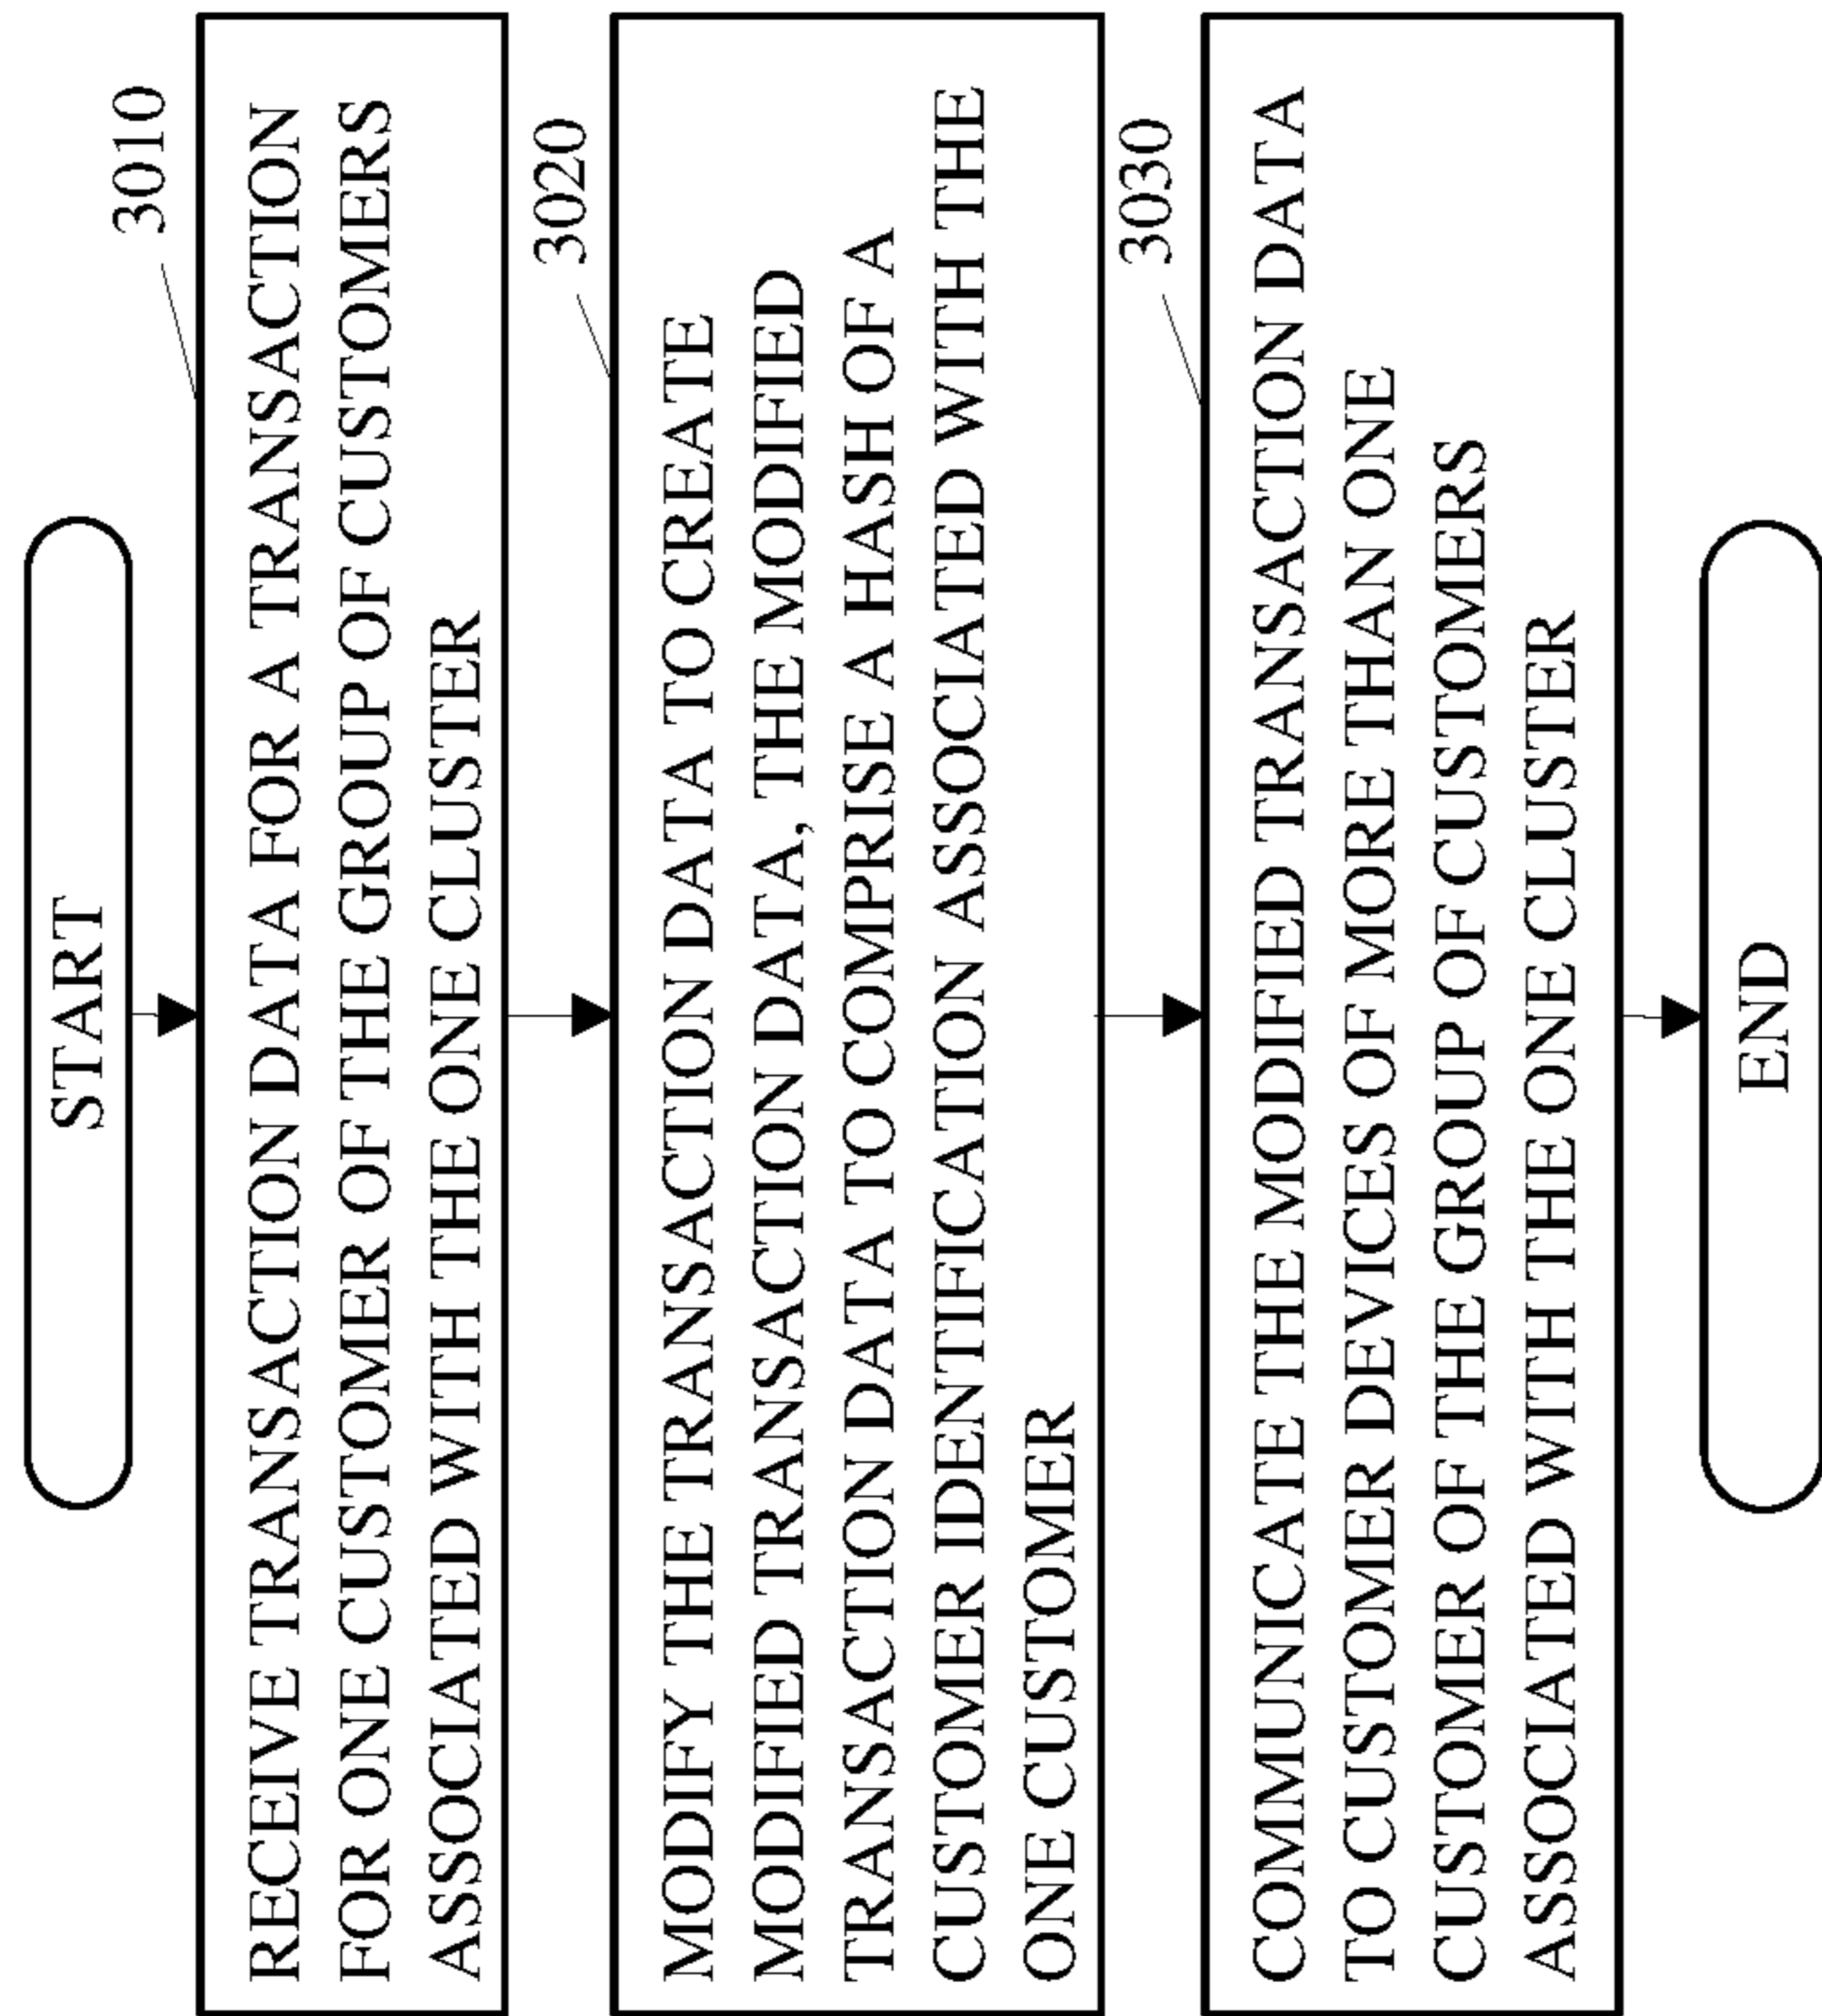 START
3010
RECEIVE TRANSACTION DATA FOR A TRANSACTION
FOR ONE CUSTOMER OF THE GROUP OF CUSTOMERS
ASSOCIATED WITH THE ONE CLUSTER
3020
MODIFY THE TRANSACTION DATA TO CREATE
MODIFIED TRANSACTION DATA, THE MODIFIED
TRANSACTION DATA TO COMPRISE A HASH OF A
CUSTOMER IDENTIFICATION ASSOCIATED WITH THE
ONE CUSTOMER
3030
COMMUNICATE THE MODIFIED TRANSACTION DATA
TO CUSTOMER DEVICES OF MORE THAN ONE
CUSTOMER OF THE GROUP OF CUSTOMERS
ASSOCIATED WITH THE ONE CLUSTER
END